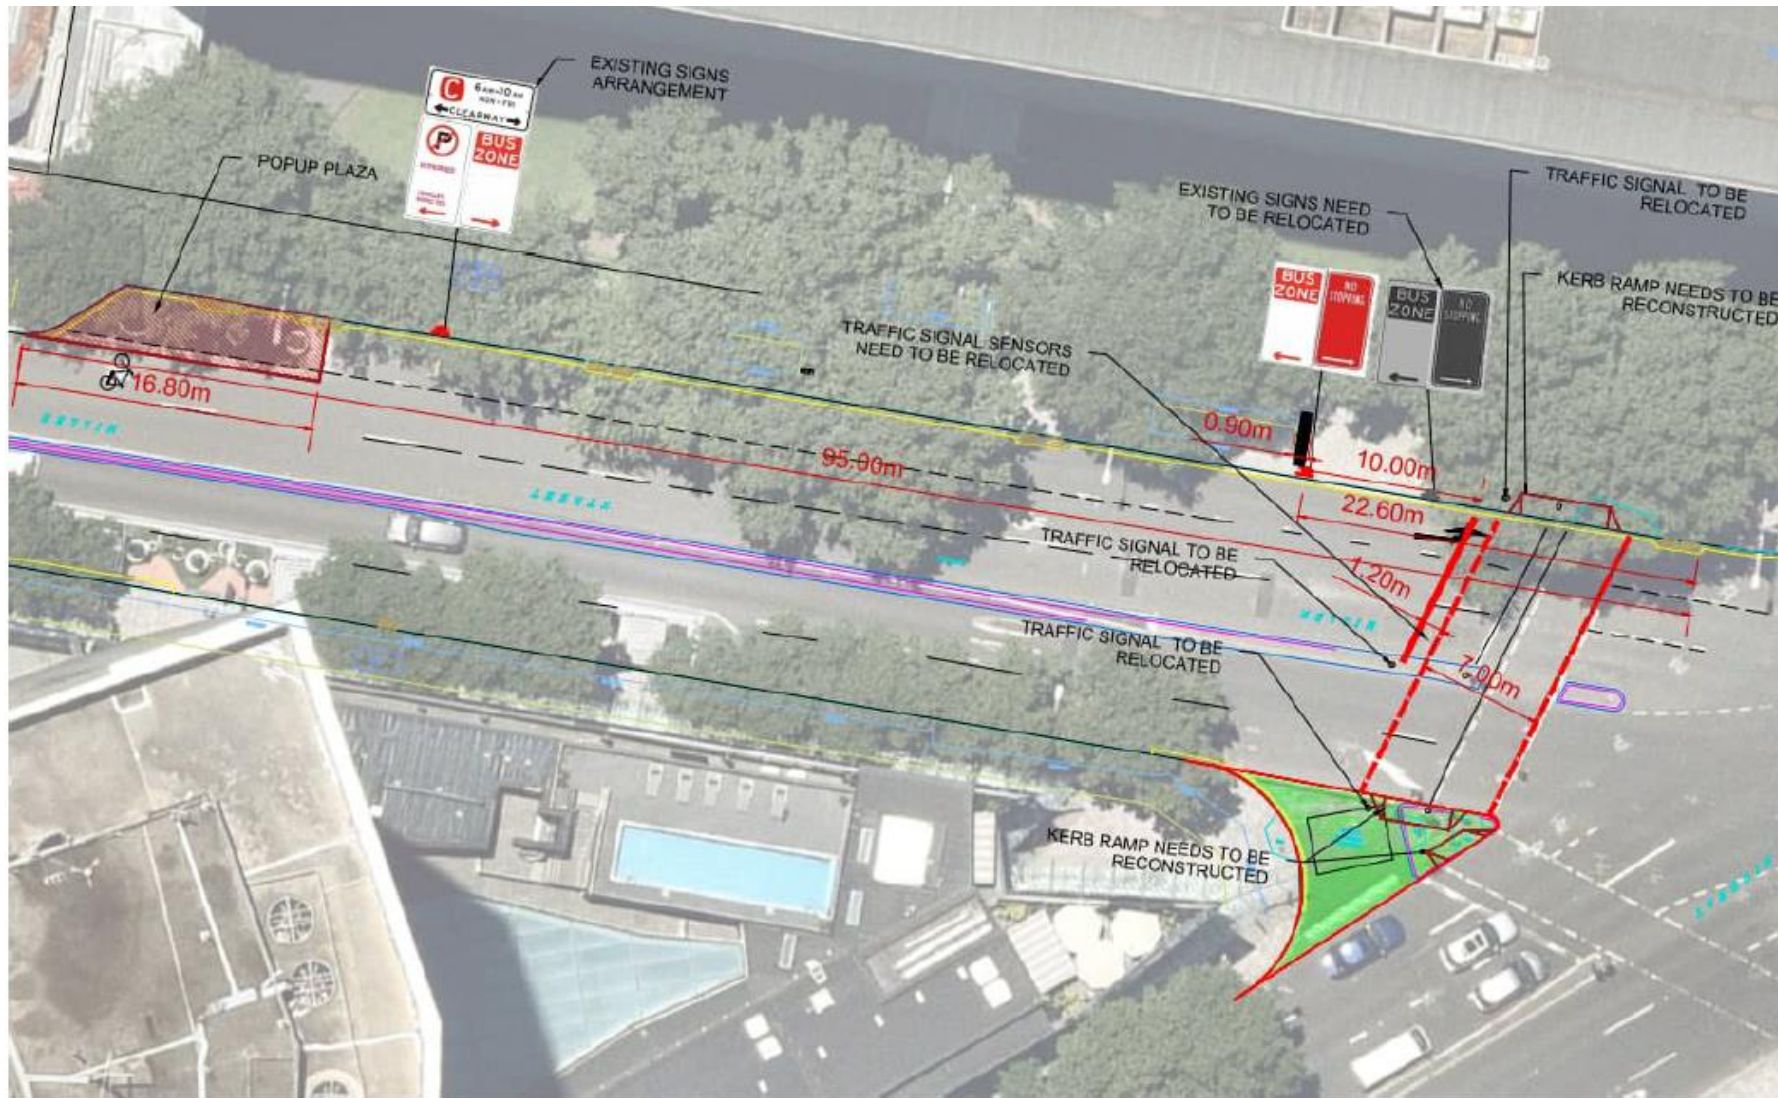 EXISTING SIGNS
ARRANGEMENT
C
6AM-10AM
MON-FRI
CLEARWAY
P
BUS
ZONE
POPUP PLAZA
EXISTING SIGNS NEED
TO BE RELOCATED
TRAFFIC SIGNAL TO BE
RELOCATED
KERB RAMP NEEDS TO BE
RECONSTRUCTED
BUS
ZONE
NO
STOPPING
BUS
ZONE
NO
STOPPING
TRAFFIC SIGNAL SENSORS
NEED TO BE RELOCATED
16.80m
95.00m
0.90m
10.00m
22.60m
TRAFFIC SIGNAL TO BE
RELOCATED
1.20m
TRAFFIC SIGNAL TO BE
RELOCATED
7.00m
KERB RAMP NEEDS TO BE
RECONSTRUCTED